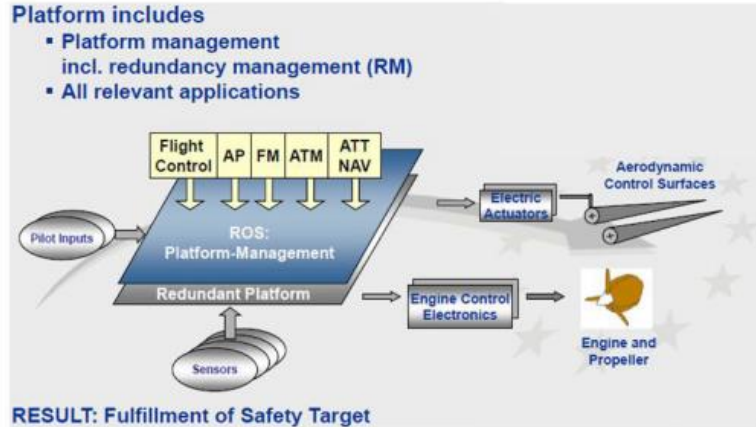 Platform includes
▪ Platform management
incl. redundancy management (RM)
▪ All relevant applications
Flight
Control
AP
FM
ATM
ATT
NAV
Aerodynamic
Control Surfaces
Electric
Actuators
Pilot Inputs
ROS:
Platform-Management
Redundant Platform
Engine Control
Electronics
Engine and
Propeller
Sensors
RESULT: Fulfillment of Safety Target